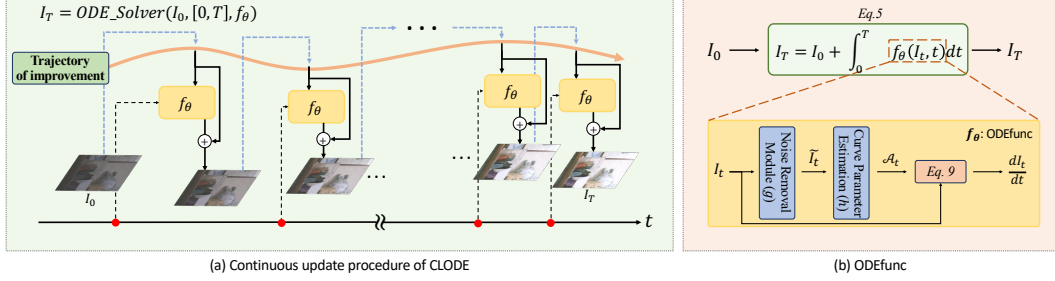 I_T = ODE_Solver(I_0, [0, T], f_θ)
Trajectory
of improvement
f_θ
f_θ
f_θ
f_θ
+
+
+
+
...
...
...
I_0
I_T
t
(a) Continuous update procedure of CLODE
Eq.5
I_0
I_T = I_0 + ∫_0^T f_θ(I_t, t)dt
I_T
f_θ: ODEfunc
I_t
Noise Removal
Module (g)
Ĩ_t
Curve Parameter
Estimation (h)
𝒜_t
Eq. 9
dI_t
dt
(b) ODEfunc